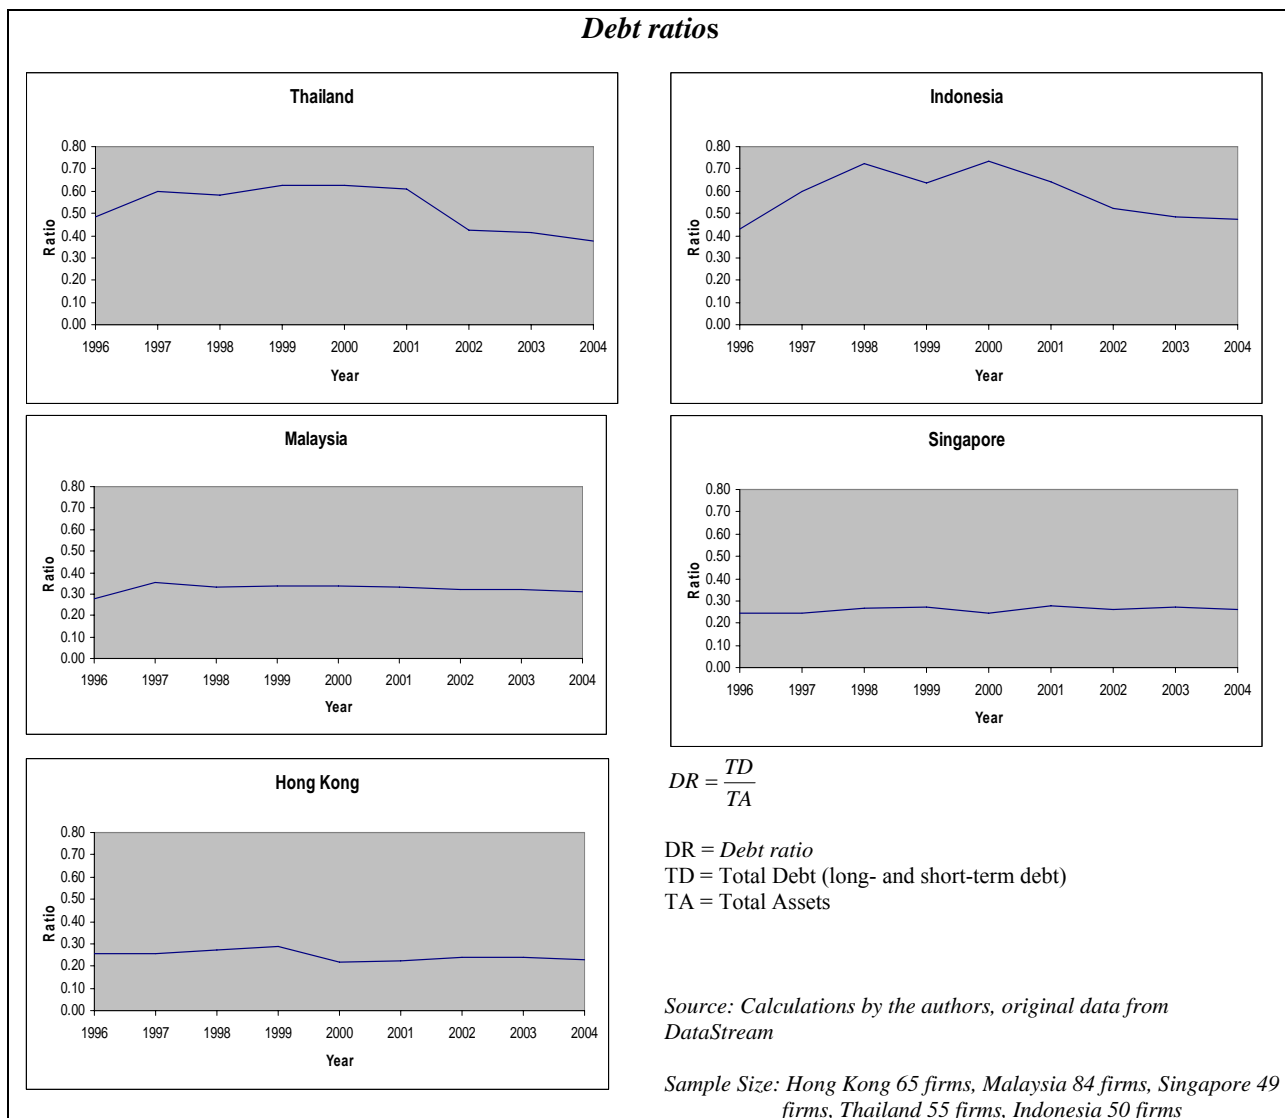 Debt ratios
Thailand
0.80
0.70
0.60
0.50
0.40
0.30
0.20
0.10
0.00
Ratio
1996 1997 1998 1999 2000 2001 2002 2003 2004
Year
Indonesia
0.80
0.70
0.60
0.50
0.40
0.30
0.20
0.10
0.00
Ratio
1996 1997 1998 1999 2000 2001 2002 2003 2004
Year
Malaysia
0.80
0.70
0.60
0.50
0.40
0.30
0.20
0.10
0.00
Ratio
1996 1997 1998 1999 2000 2001 2002 2003 2004
Year
Singapore
0.80
0.70
0.60
0.50
0.40
0.30
0.20
0.10
0.00
Ratio
1996 1997 1998 1999 2000 2001 2002 2003 2004
Year
Hong Kong
0.80
0.70
0.60
0.50
0.40
0.30
0.20
0.10
0.00
Ratio
1996 1997 1998 1999 2000 2001 2002 2003 2004
Year
DR = TD
TA
DR = Debt ratio
TD = Total Debt (long- and short-term debt)
TA = Total Assets
Source: Calculations by the authors, original data from
DataStream
Sample Size: Hong Kong 65 firms, Malaysia 84 firms, Singapore 49
firms, Thailand 55 firms, Indonesia 50 firms